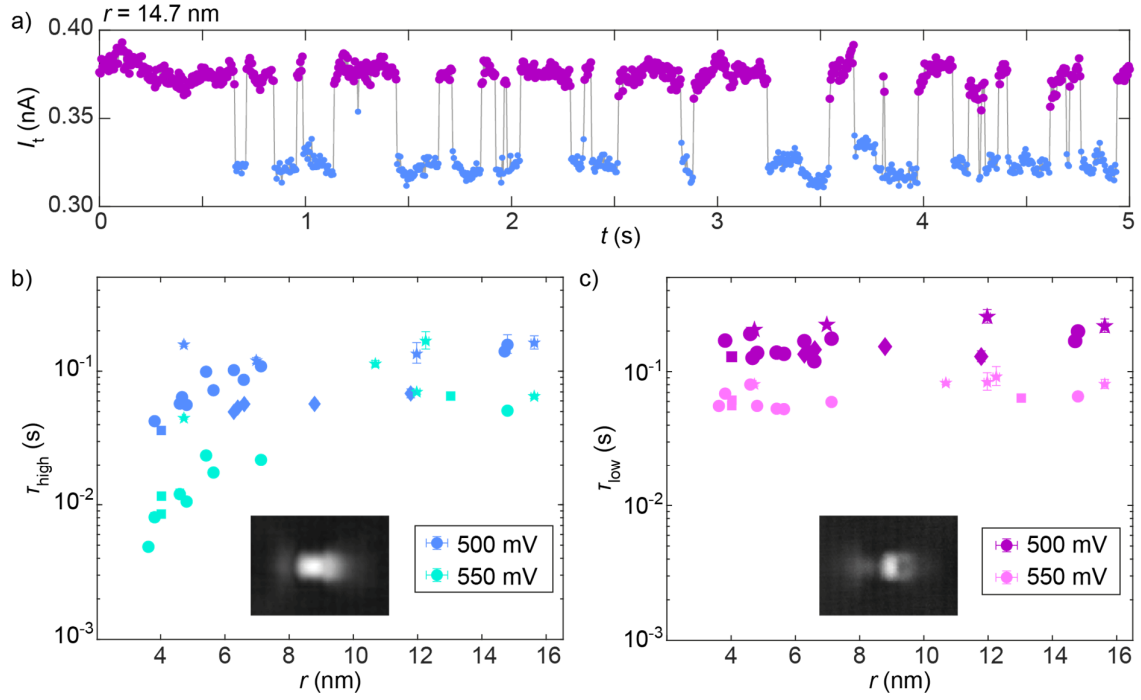 a)
r = 14.7 nm
0.40
0.35
0.30
I_t (nA)
0 1 2 3 4 5
t (s)
b)
10⁻¹
10⁻²
10⁻³
τ_high (s)
500 mV
550 mV
4 6 8 10 12 14 16
r (nm)
c)
10⁻¹
10⁻²
10⁻³
τ_low (s)
500 mV
550 mV
4 6 8 10 12 14 16
r (nm)